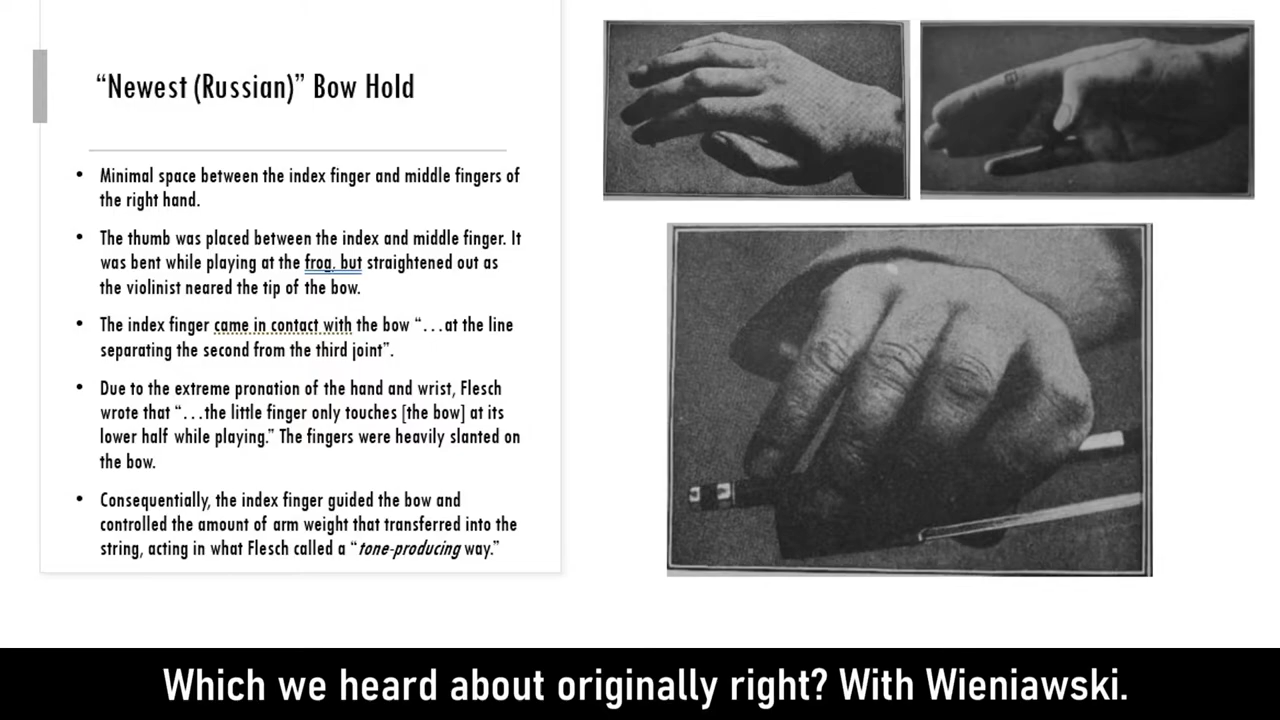 “Newest (Russian)” Bow Hold
• Minimal space between the index finger and middle fingers of
the right hand.
• The thumb was placed between the index and middle finger. It
was bent while playing at the frog, but straightened out as
the violinist neared the tip of the bow.
• The index finger came in contact with the bow “…at the line
separating the second from the third joint”.
• Due to the extreme pronation of the hand and wrist, Flesch
wrote that “…the little finger only touches [the bow] at its
lower half while playing.” The fingers were heavily slanted on
the bow.
• Consequentially, the index finger guided the bow and
controlled the amount of arm weight that transferred into the
string, acting in what Flesch called a “tone-producing way.”
Which we heard about originally right? With Wieniawski.